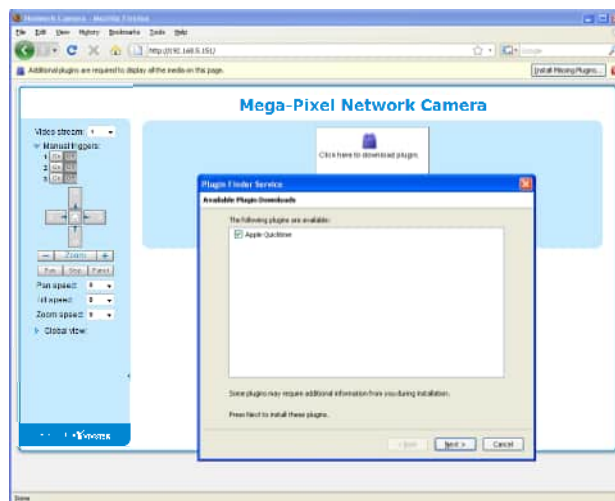 Network Camera - Mozilla Firefox
File Edit View History Bookmarks Tools Help
http://192.168.5.151/
Google
Additional plugins are required to display all the media on this page.
Install Missing Plugins...
Mega-Pixel Network Camera
Video stream: 1
Manual triggers:
1
2
3
Click here to download plugin.
Zoom
Pan Stop Patrol
Pan speed: 0
Tilt speed: 0
Zoom speed: 0
Global view:
Plugin Finder Service
Available Plugin Downloads
The following plugins are available:
Apple Quicktime
Some plugins may require additional information from you during installation.
Press Next to install these plugins.
< Back Next > Cancel
VIVOTEK
Done